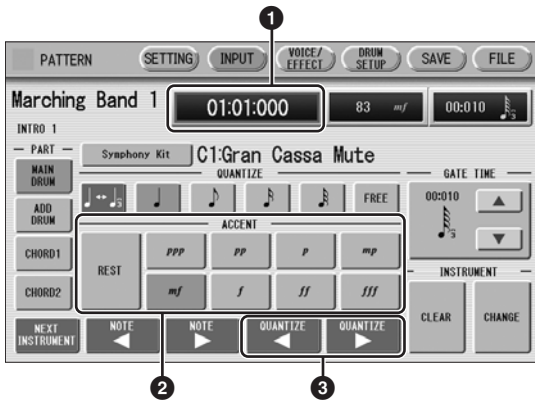 1
PATTERN SETTING INPUT VOICE/ EFFECT DRUM SETUP SAVE FILE
Marching Band 1 01:01:000 83 mf 00:010
INTRO 1
PART
Symphony Kit C1:Gran Cassa Mute
MAIN DRUM
QUANTIZE
GATE TIME
3 FREE
00:010
3
ADD DRUM
ACCENT
CHORD1
REST ppp pp p mp
INSTRUMENT
CHORD2
mf f ff fff
CLEAR CHANGE
NEXT INSTRUMENT NOTE NOTE QUANTIZE QUANTIZE
2 3